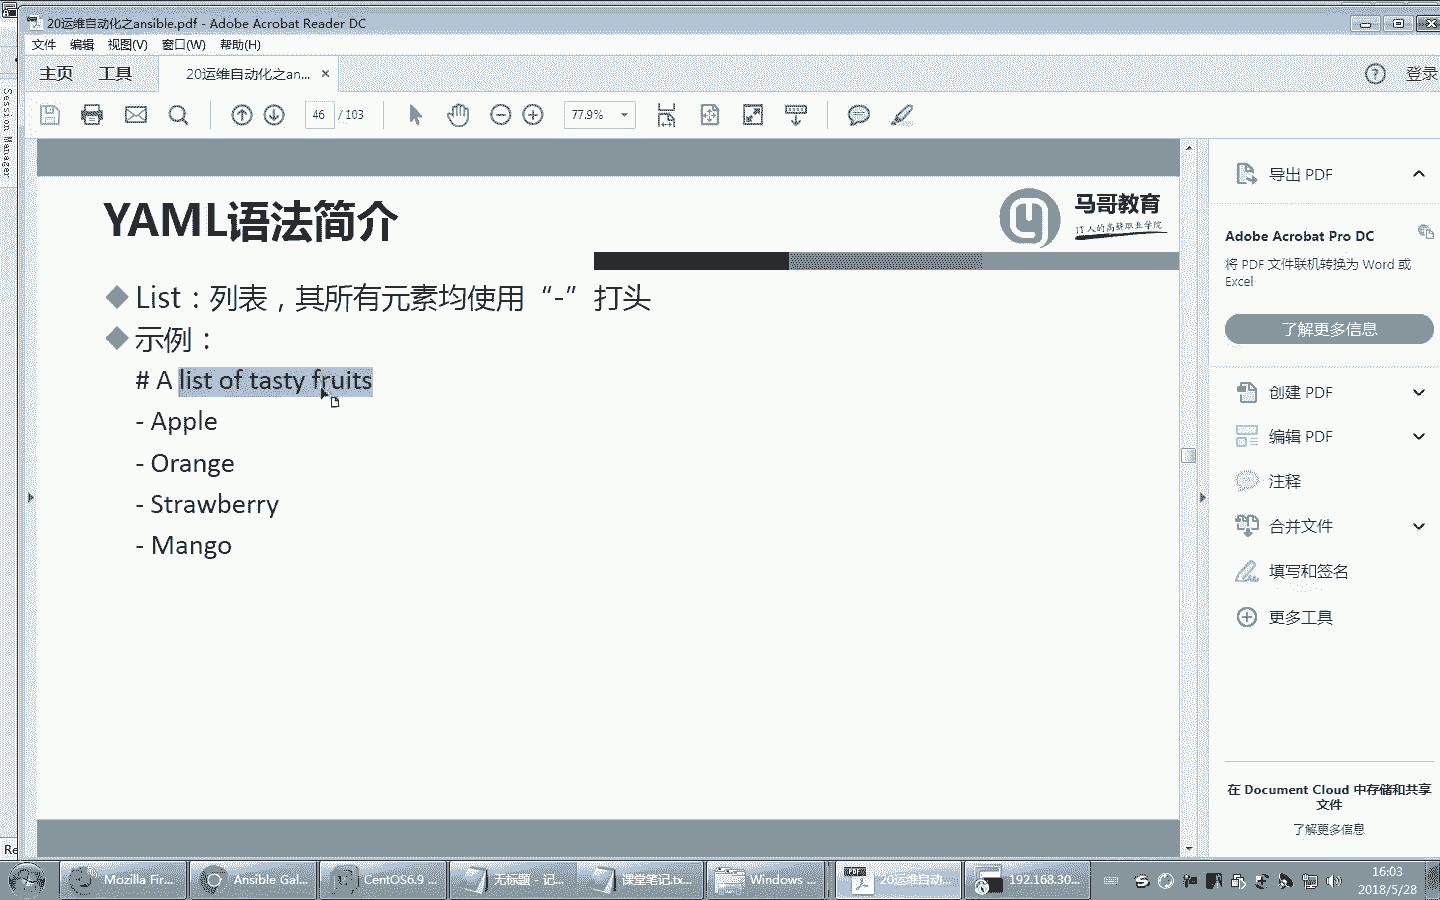 20运维自动化之ansible.pdf - Adobe Acrobat Reader DC
文件 编辑 视图(V) 窗口(W) 帮助(H)
主页 工具 20运维自动化之an... × ? 登录
46 / 103 77.9%
Session Manager
YAML语法简介
马哥教育
IT人的高薪职业学院
List：列表，其所有元素均使用“-”打头
示例：
# A list of tasty fruits
- Apple
- Orange
- Strawberry
- Mango
导出 PDF
Adobe Acrobat Pro DC
将 PDF 文件联机转换为 Word 或
Excel
了解更多信息
创建 PDF
编辑 PDF
注释
合并文件
填写和签名
更多工具
在 Document Cloud 中存储和共享
文件
了解更多信息
Re
Mozilla Fir... Ansible Gal... CentOS6.9 ... 无标题 - 记... 课堂笔记.tx... Windows ... 20运维自动... 192.168.30...
16:03
2018/5/28